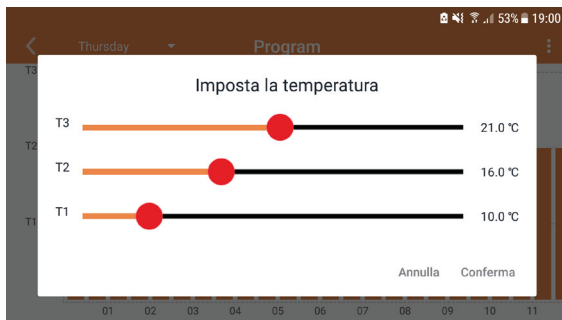 53% 19:00
Thursday Program
Imposta la temperatura
T3 21.0 °C
T2 16.0 °C
T1 10.0 °C
Annulla Conferma
T3
T2
T1
01 02 03 04 05 06 07 08 09 10 11